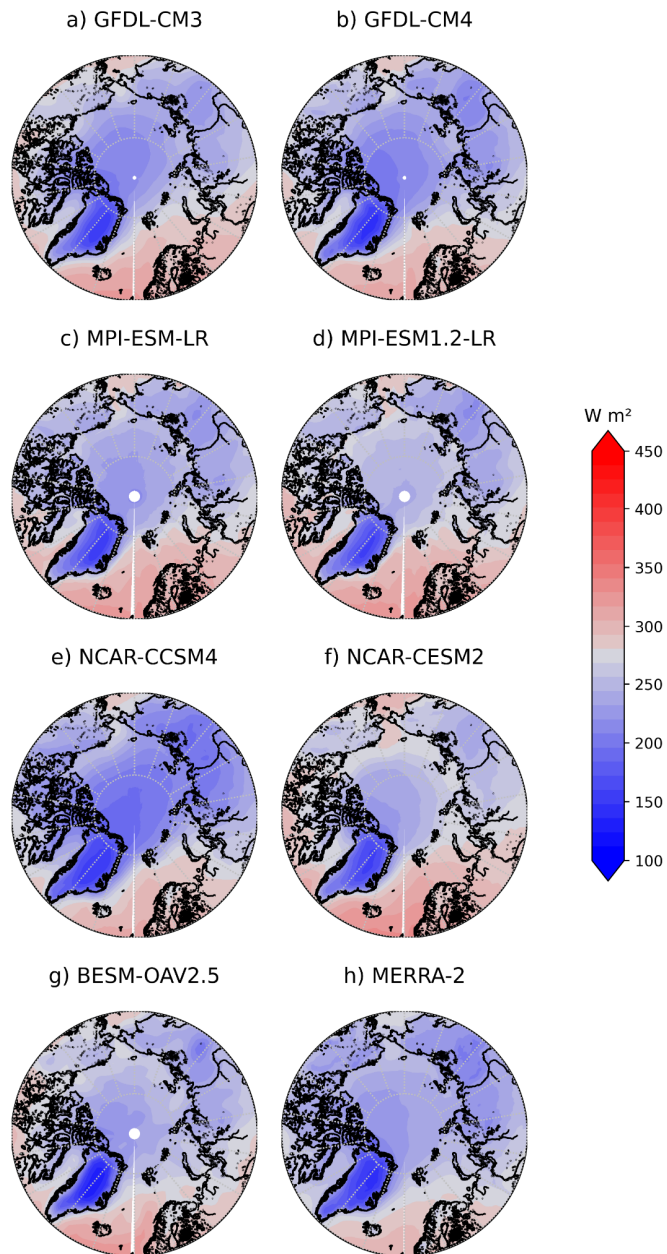 a) GFDL-CM3
b) GFDL-CM4
c) MPI-ESM-LR
d) MPI-ESM1.2-LR
W m²
450
400
350
300
250
200
150
100
e) NCAR-CCSM4
f) NCAR-CESM2
g) BESM-OAV2.5
h) MERRA-2